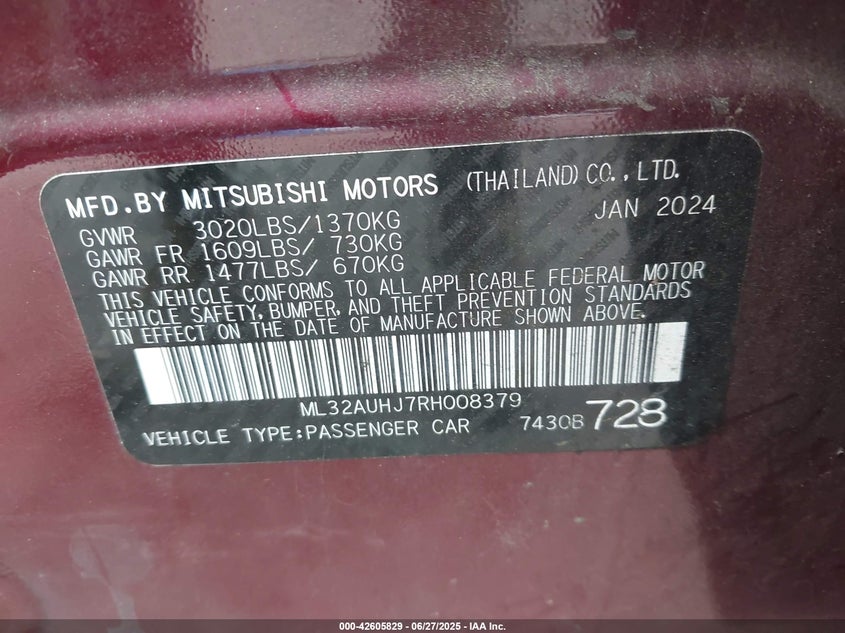 MFD.BY MITSUBISHI MOTORS (THAILAND) CO., LTD.
GVWR 3020LBS/1370KG JAN 2024
GAWR FR 1609LBS/ 730KG
GAWR RR 1477LBS/ 670KG
THIS VEHICLE CONFORMS TO ALL APPLICABLE FEDERAL MOTOR
VEHICLE SAFETY, BUMPER, AND THEFT PREVENTION STANDARDS
IN EFFECT ON THE DATE OF MANUFACTURE SHOWN ABOVE.
ML32AUHJ7RH008379
VEHICLE TYPE:PASSENGER CAR 7430B 728
000-42605829 - 06/27/2025 - IAA Inc.